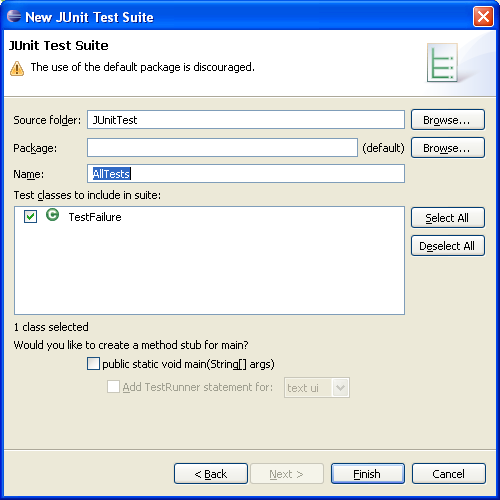 New JUnit Test Suite
JUnit Test Suite
The use of the default package is discouraged.
Source folder: JUnitTest Browse...
Package: (default) Browse...
Name: AllTests
Test classes to include in suite:
C TestFailure Select All
Deselect All
1 class selected
Would you like to create a method stub for main?
public static void main(String[] args)
Add TestRunner statement for: text ui
< Back Next > Finish Cancel